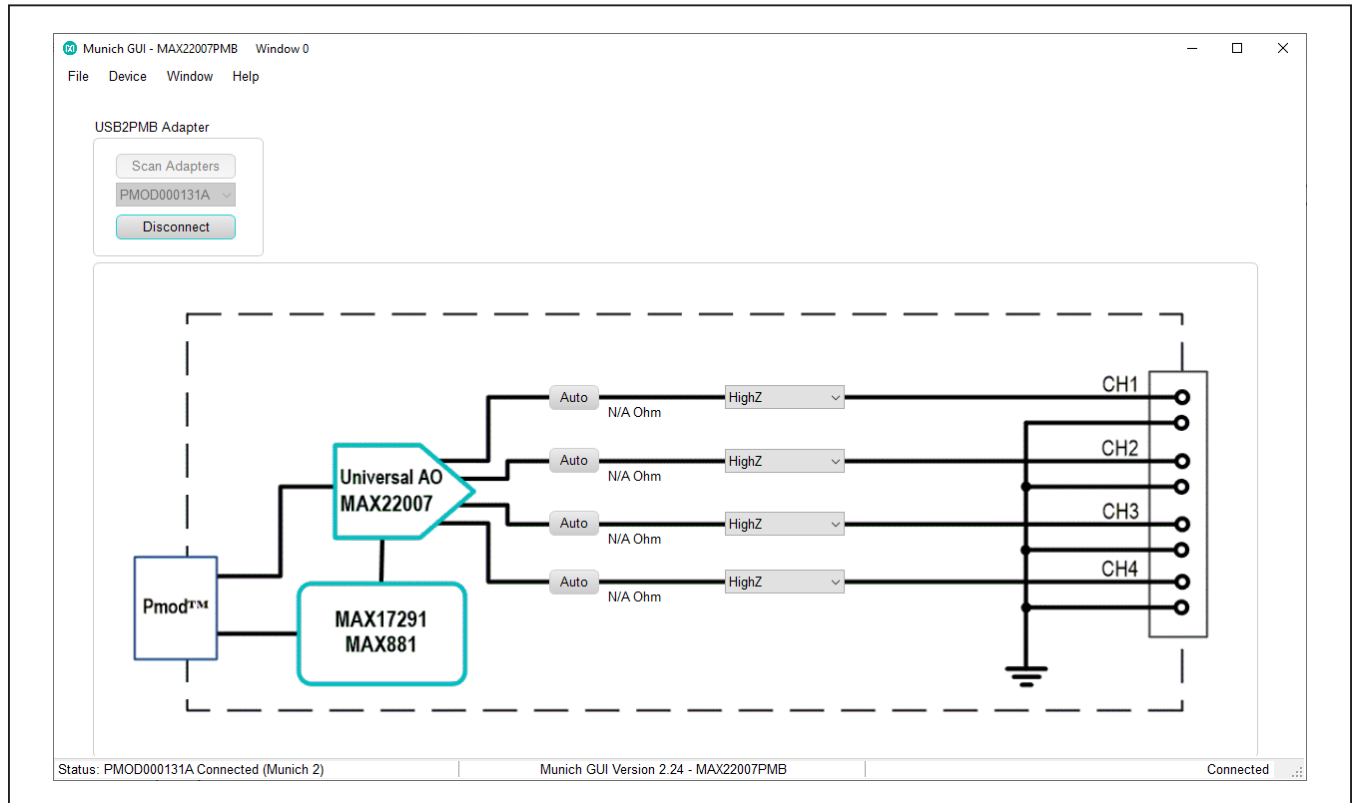 Munich GUI - MAX22007PMB Window 0
File Device Window Help
USB2PMB Adapter
Scan Adapters
PMOD000131A
Disconnect
CH1
Auto
N/A Ohm
HighZ
CH2
Auto
N/A Ohm
HighZ
CH3
Auto
N/A Ohm
HighZ
CH4
Auto
N/A Ohm
HighZ
Universal AO
MAX22007
Pmod™
MAX17291
MAX881
Status: PMOD000131A Connected (Munich 2)
Munich GUI Version 2.24 - MAX22007PMB
Connected